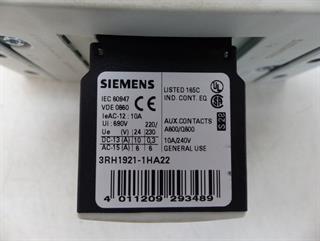 SIEMENS
IEC 60947
VDE 0660
IeAC-12 : 10A
Ui : 690V 220/
Ue (V) 24 230
DC-13 (A) 10 0,3
AC-15 (A) 6 6
3RH1921-1HA22
LISTED 165C
IND. CONT. EQ.
UL
AUX.CONTACTS
A600/Q600
10A/240V
GENERAL USE
S 28
4 011209 293489